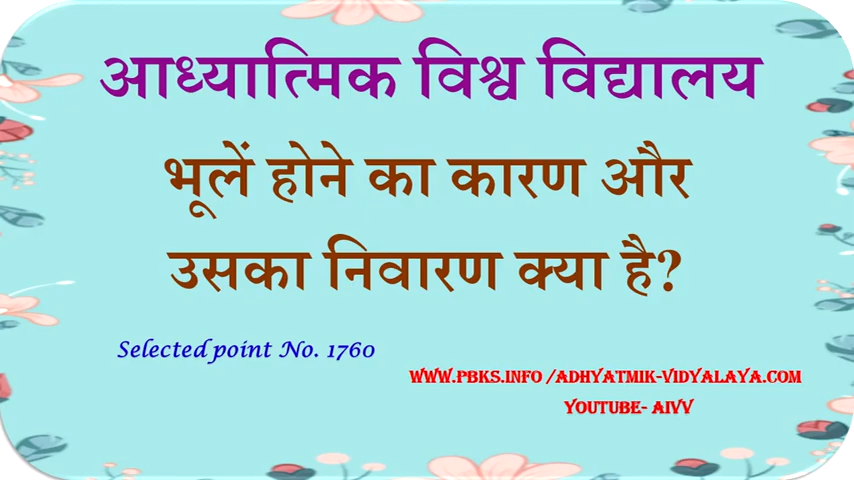 आध्यात्मिक विश्व विद्यालय
भूलें होने का कारण और
उसका निवारण क्या है?
Selected point No. 1760
WWW.PBKS.INFO /ADHYATMIK-VIDYALAYA.COM
YOUTUBE- AIVV